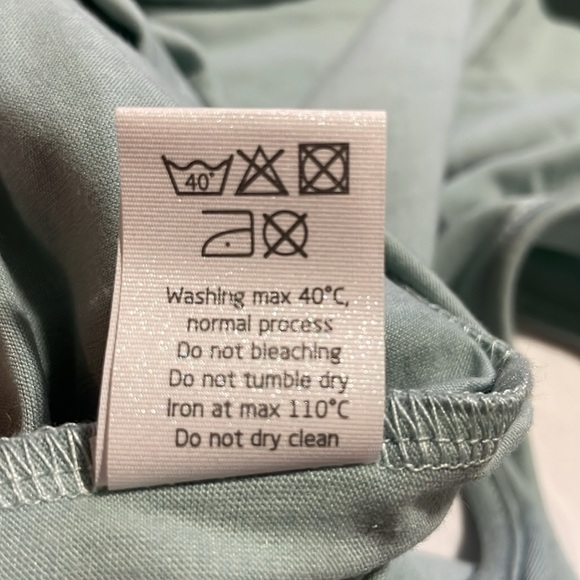 40°
Washing max 40°C,
normal process
Do not bleaching
Do not tumble dry
Iron at max 110°C
Do not dry clean